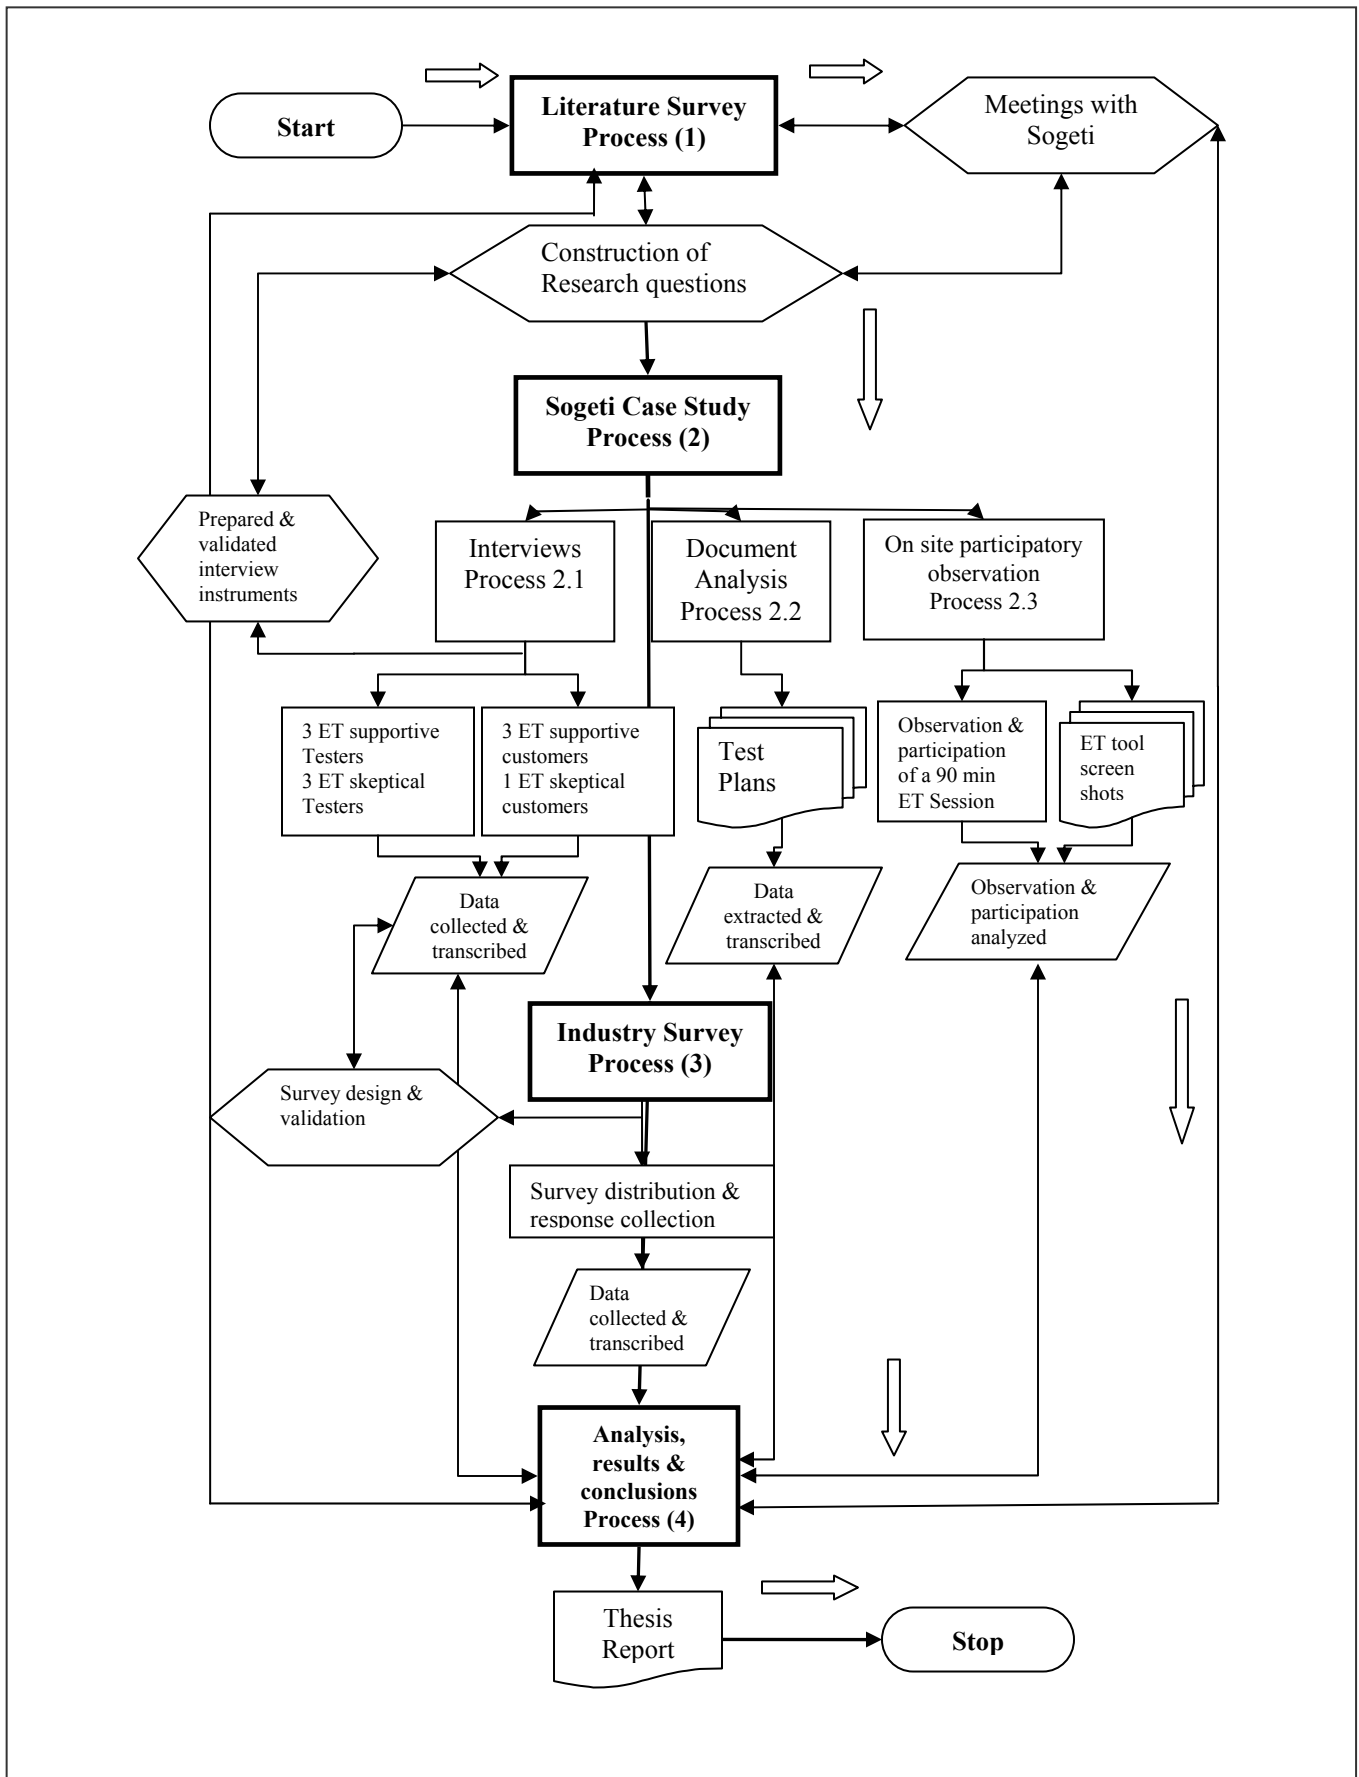 Start
Literature Survey
Process (1)
Meetings with
Sogeti
Construction of
Research questions
Sogeti Case Study
Process (2)
Prepared &
validated
interview
instruments
Interviews
Process 2.1
Document
Analysis
Process 2.2
On site participatory
observation
Process 2.3
3 ET supportive
Testers
3 ET skeptical
Testers
3 ET supportive
customers
1 ET skeptical
customers
Test
Plans
Observation &
participation
of a 90 min
ET Session
ET tool
screen
shots
Data
collected &
transcribed
Data
extracted &
transcribed
Observation &
participation
analyzed
Industry Survey
Process (3)
Survey design &
validation
Survey distribution &
response collection
Data
collected &
transcribed
Analysis,
results &
conclusions
Process (4)
Thesis
Report
Stop